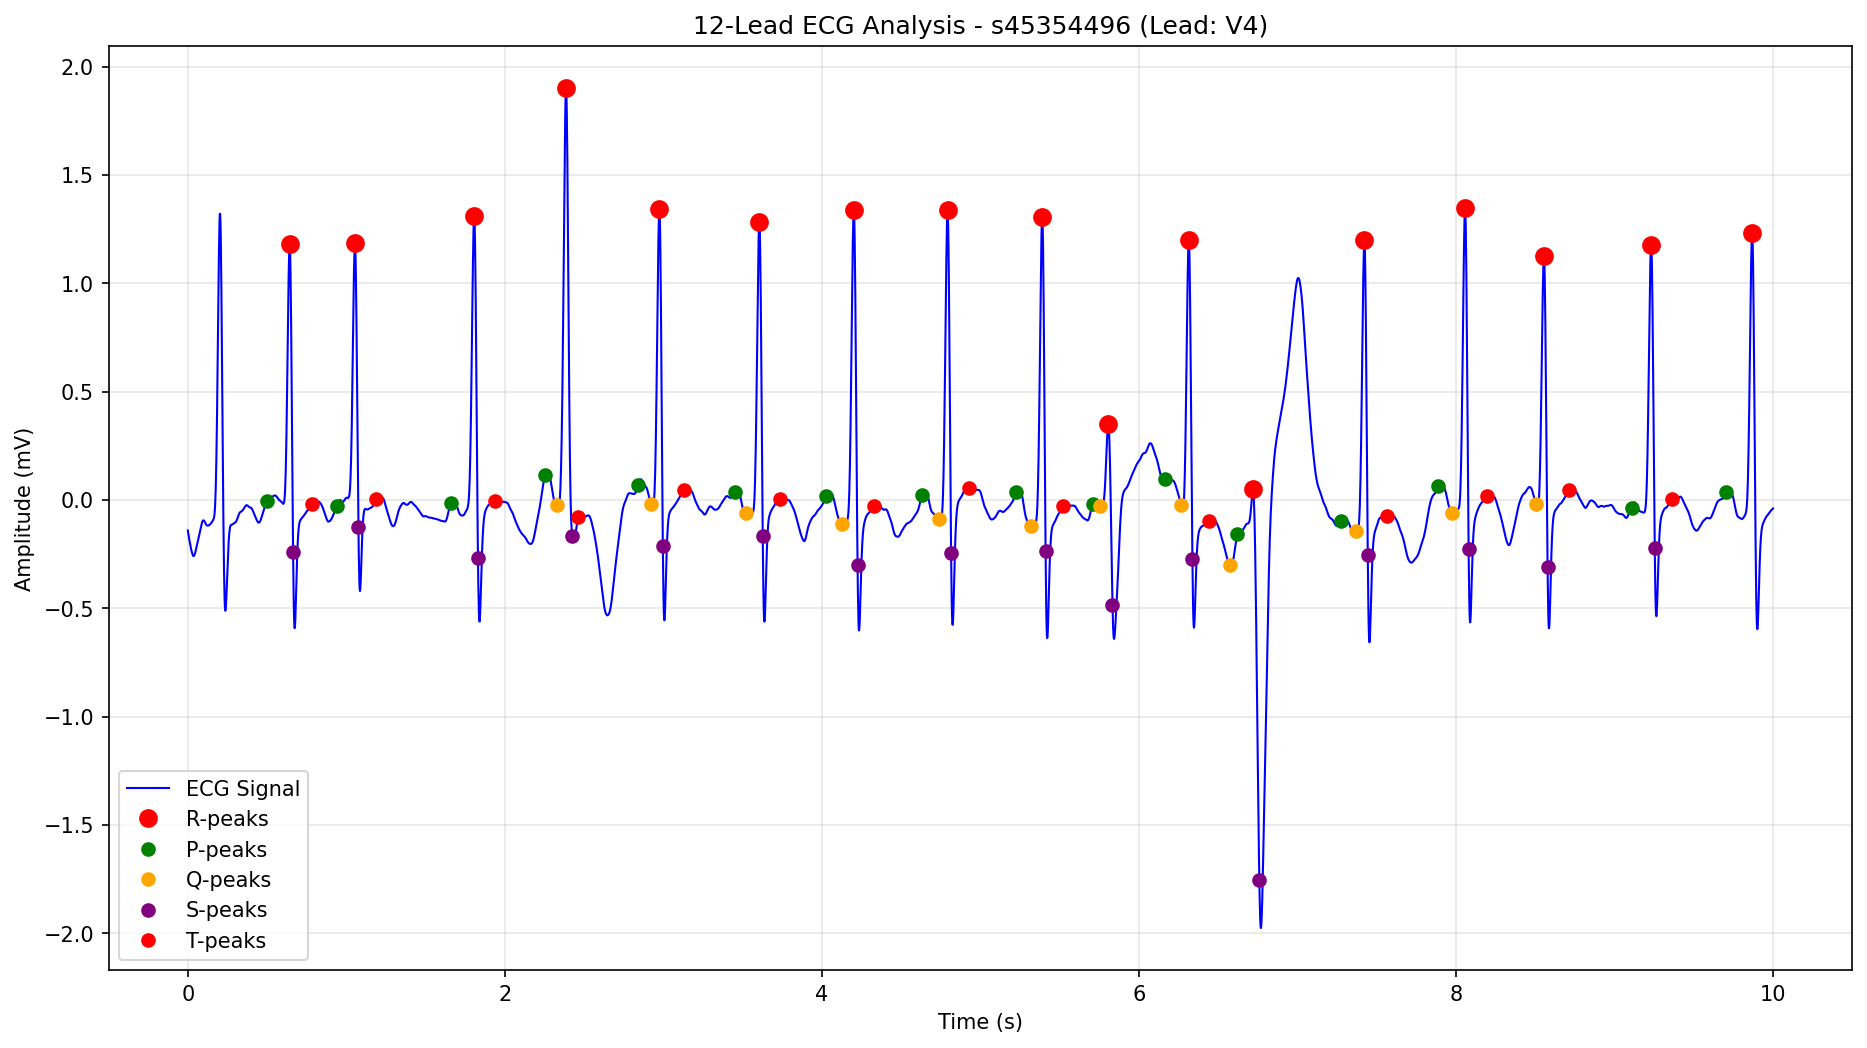 12-Lead ECG Analysis - s45354496 (Lead: V4)
Amplitude (mV)
2.0
1.5
1.0
0.5
0.0
−0.5
−1.0
−1.5
−2.0
ECG Signal
R-peaks
P-peaks
Q-peaks
S-peaks
T-peaks
0 2 4 6 8 10
Time (s)